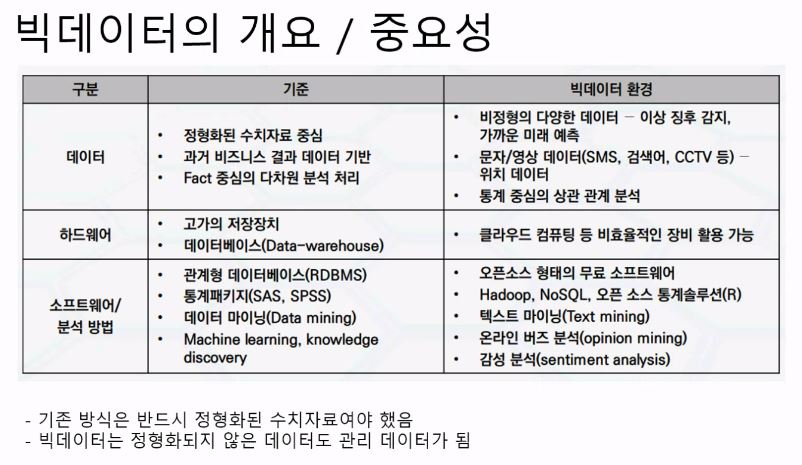 빅데이터의 개요 / 중요성
구분
기준
빅데이터 환경
데이터
• 정형화된 수치자료 중심
• 과거 비즈니스 결과 데이터 기반
• Fact 중심의 다차원 분석 처리
• 비정형의 다양한 데이터 – 이상 징후 감지,
가까운 미래 예측
• 문자/영상 데이터(SMS, 검색어, CCTV 등) –
위치 데이터
• 통계 중심의 상관 관계 분석
하드웨어
• 고가의 저장장치
• 데이터베이스(Data-warehouse)
• 클라우드 컴퓨팅 등 비효율적인 장비 활용 가능
소프트웨어/
분석 방법
• 관계형 데이터베이스(RDBMS)
• 통계패키지(SAS, SPSS)
• 데이터 마이닝(Data mining)
• Machine learning, knowledge
discovery
• 오픈소스 형태의 무료 소프트웨어
• Hadoop, NoSQL, 오픈 소스 통계솔루션(R)
• 텍스트 마이닝(Text mining)
• 온라인 버즈 분석(opinion mining)
• 감성 분석(sentiment analysis)
- 기존 방식은 반드시 정형화된 수치자료여야 했음
- 빅데이터는 정형화되지 않은 데이터도 관리 데이터가 됨